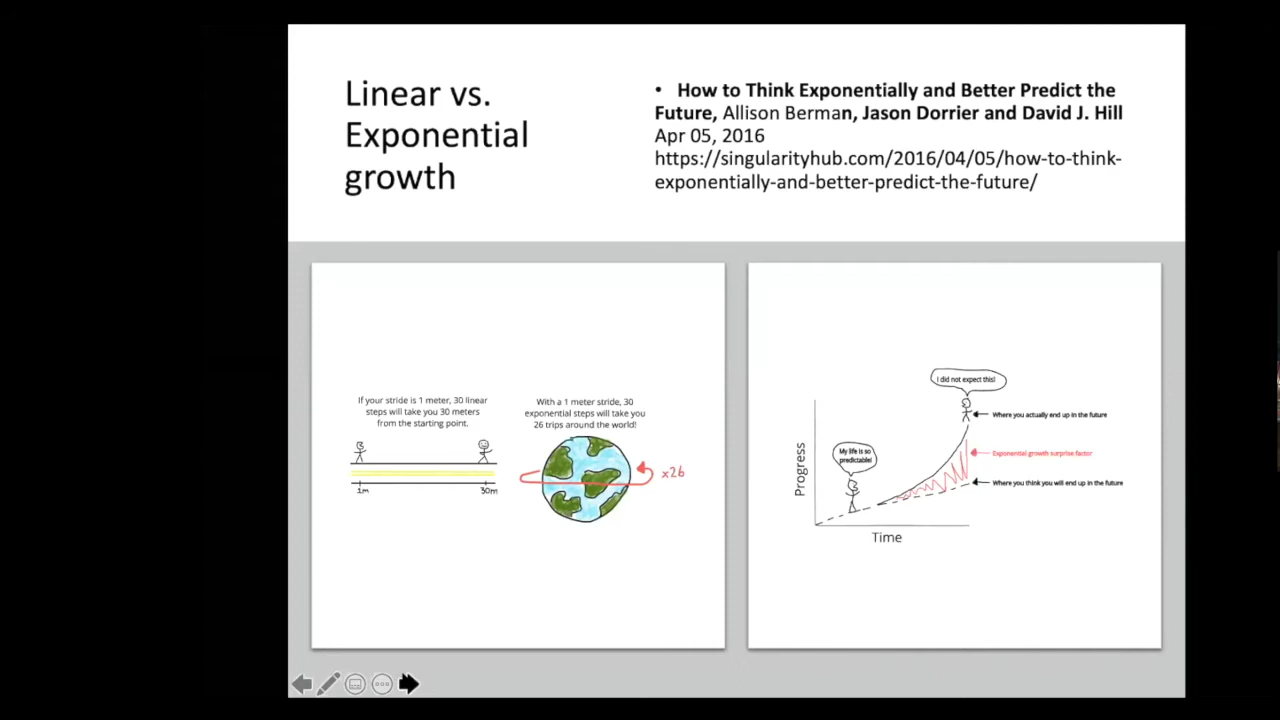 Linear vs.
Exponential
growth
• How to Think Exponentially and Better Predict the
Future, Allison Berman, Jason Dorrier and David J. Hill
Apr 05, 2016
https://singularityhub.com/2016/04/05/how-to-think-
exponentially-and-better-predict-the-future/
If your stride is 1 meter, 30 linear
steps will take you 30 meters
from the starting point.
1m
30m
With a 1 meter stride, 30
exponential steps will take you
26 trips around the world!
x26
I did not expect this!
Where you actually end up in the future
My life is so
predictable!
Exponential growth surprise factor
Where you think you will end up in the future
Progress
Time